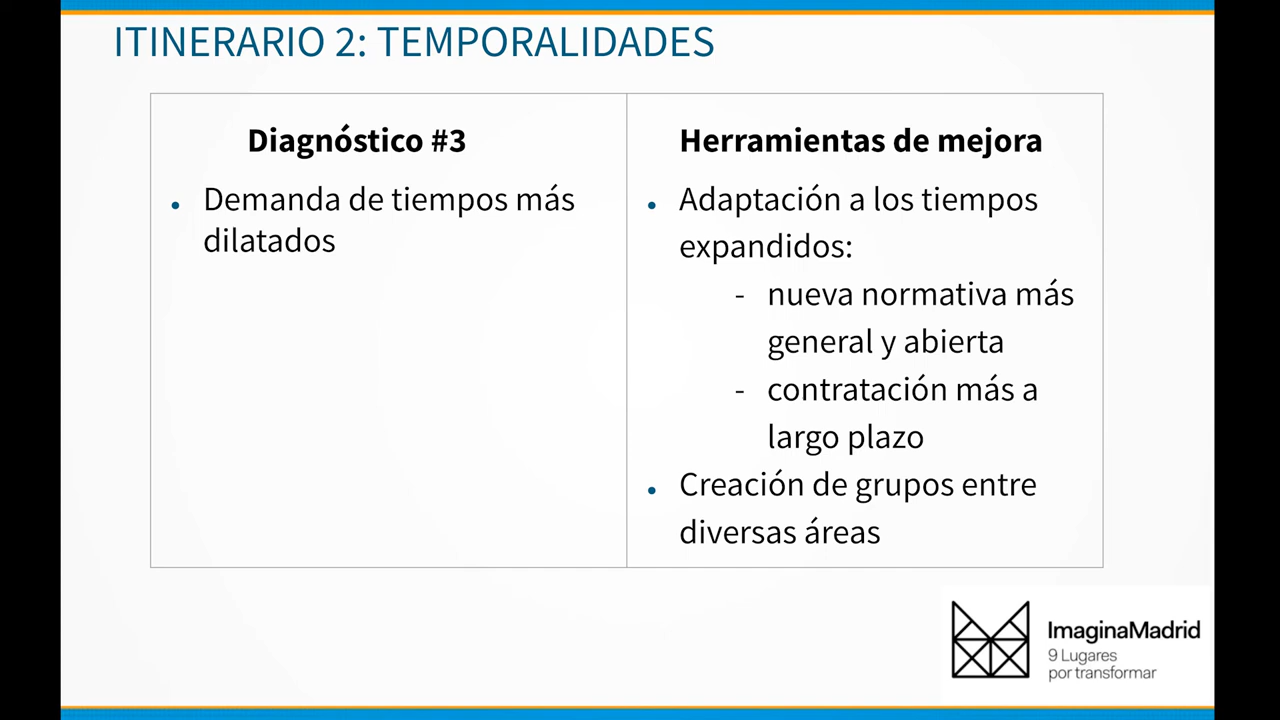 ITINERARIO 2: TEMPORALIDADES
Diagnóstico #3
• Demanda de tiempos más
dilatados
Herramientas de mejora
• Adaptación a los tiempos
expandidos:
- nueva normativa más
general y abierta
- contratación más a
largo plazo
• Creación de grupos entre
diversas áreas
ImaginaMadrid
9 Lugares
por transformar